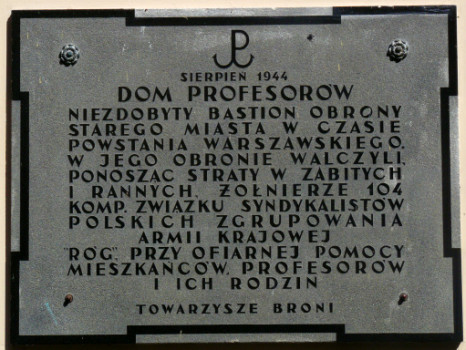 SIERPIEŃ 1944
DOM PROFESORÓW
NIEZDOBYTY BASTION OBRONY
STAREGO MIASTA W CZASIE
POWSTANIA WARSZAWSKIEGO.
W JEGO OBRONIE WALCZYLI,
PONOSZĄC STRATY W ZABITYCH
I RANNYCH, ŻOŁNIERZE 104
KOMP. ZWIĄZKU SYNDYKALISTÓW
POLSKICH ZGRUPOWANIA
ARMII KRAJOWEJ
"RÓG", PRZY OFIARNEJ POMOCY
MIESZKAŃCÓW, PROFESORÓW
I ICH RODZIN
TOWARZYSZE BRONI